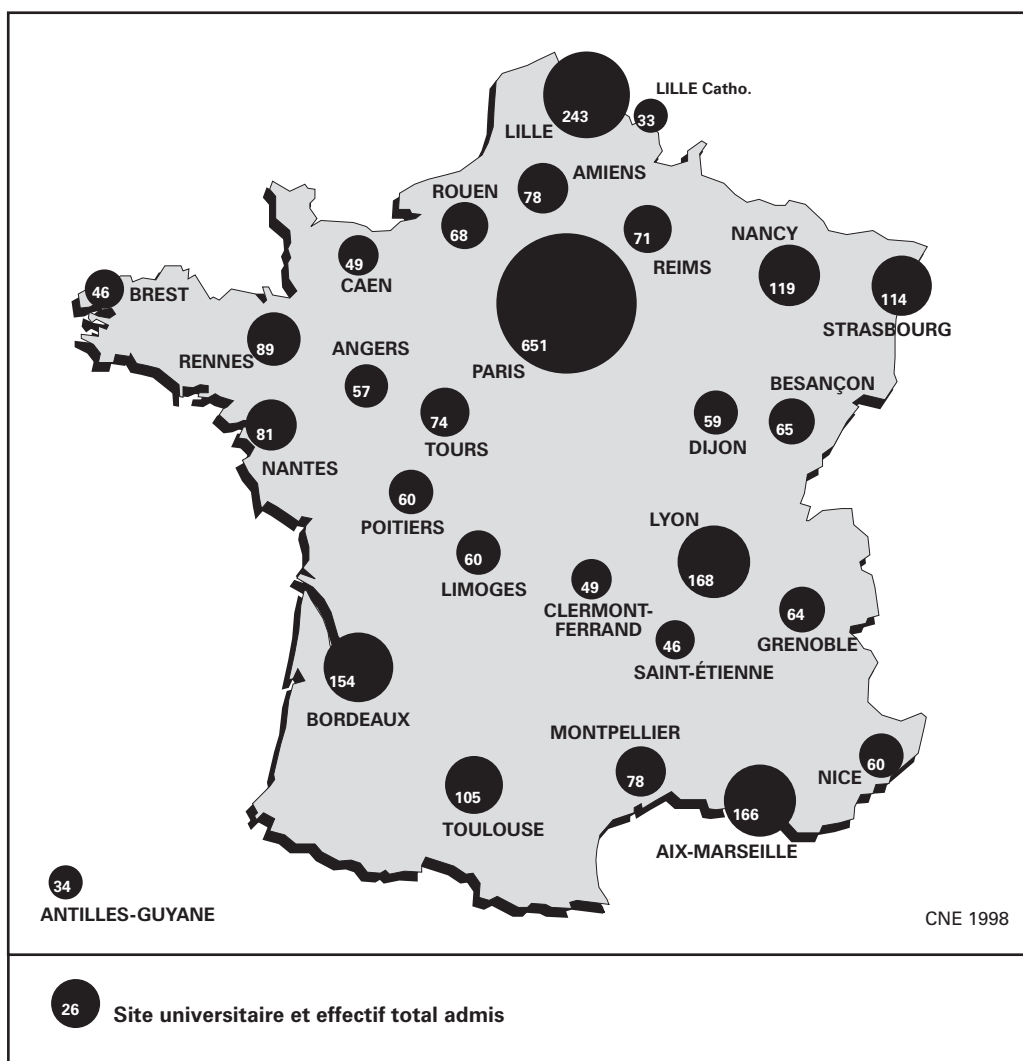 LILLE Catho.
33
243
LILLE
AMIENS
78
ROUEN
68
71
REIMS
NANCY
119
49
CAEN
46
BREST
114
STRASBOURG
651
PARIS
89
RENNES
ANGERS
57
BESANÇON
65
59
DIJON
74
TOURS
81
NANTES
60
POITIERS
LYON
168
60
LIMOGES
49
CLERMONT-
FERRAND
64
GRENOBLE
46
SAINT-ÉTIENNE
154
BORDEAUX
MONTPELLIER
78
NICE
60
105
TOULOUSE
166
AIX-MARSEILLE
34
ANTILLES-GUYANE
CNE 1998
26
Site universitaire et effectif total admis